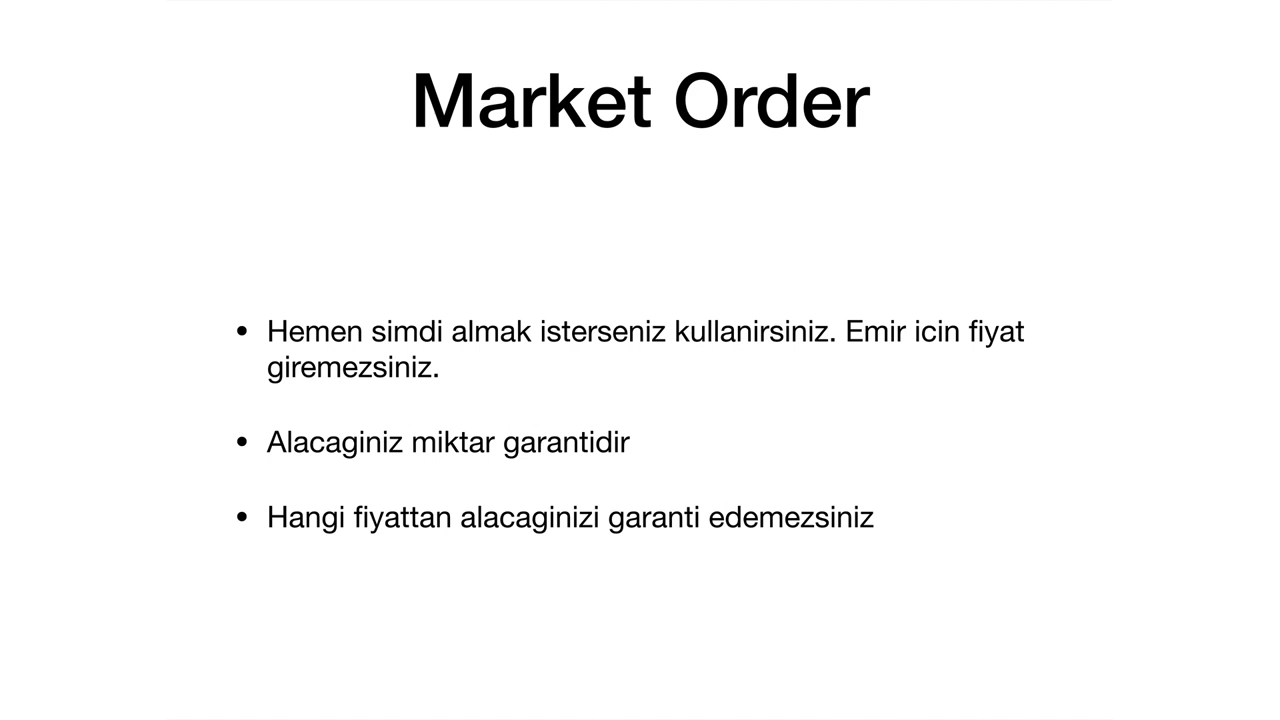 Market Order
• Hemen simdi almak isterseniz kullanirsiniz. Emir icin fiyat
giremezsiniz.
• Alacaginiz miktar garantidir
• Hangi fiyattan alacaginizi garanti edemezsiniz